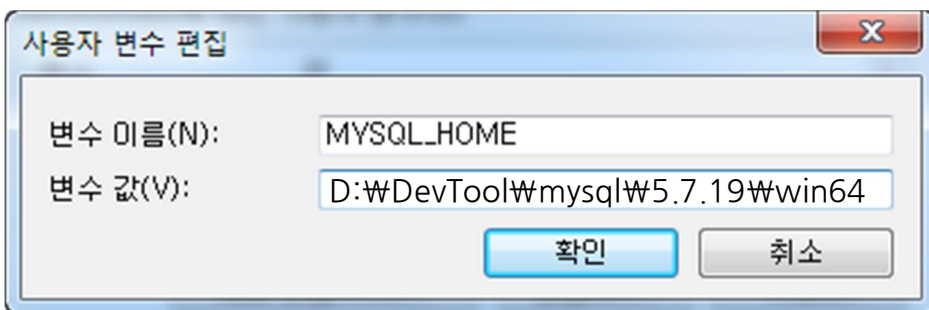 사용자 변수 편집
변수 이름(N): MYSQL_HOME
변수 값(V): D:₩DevTool₩mysql₩5.7.19₩win64
확인 취소